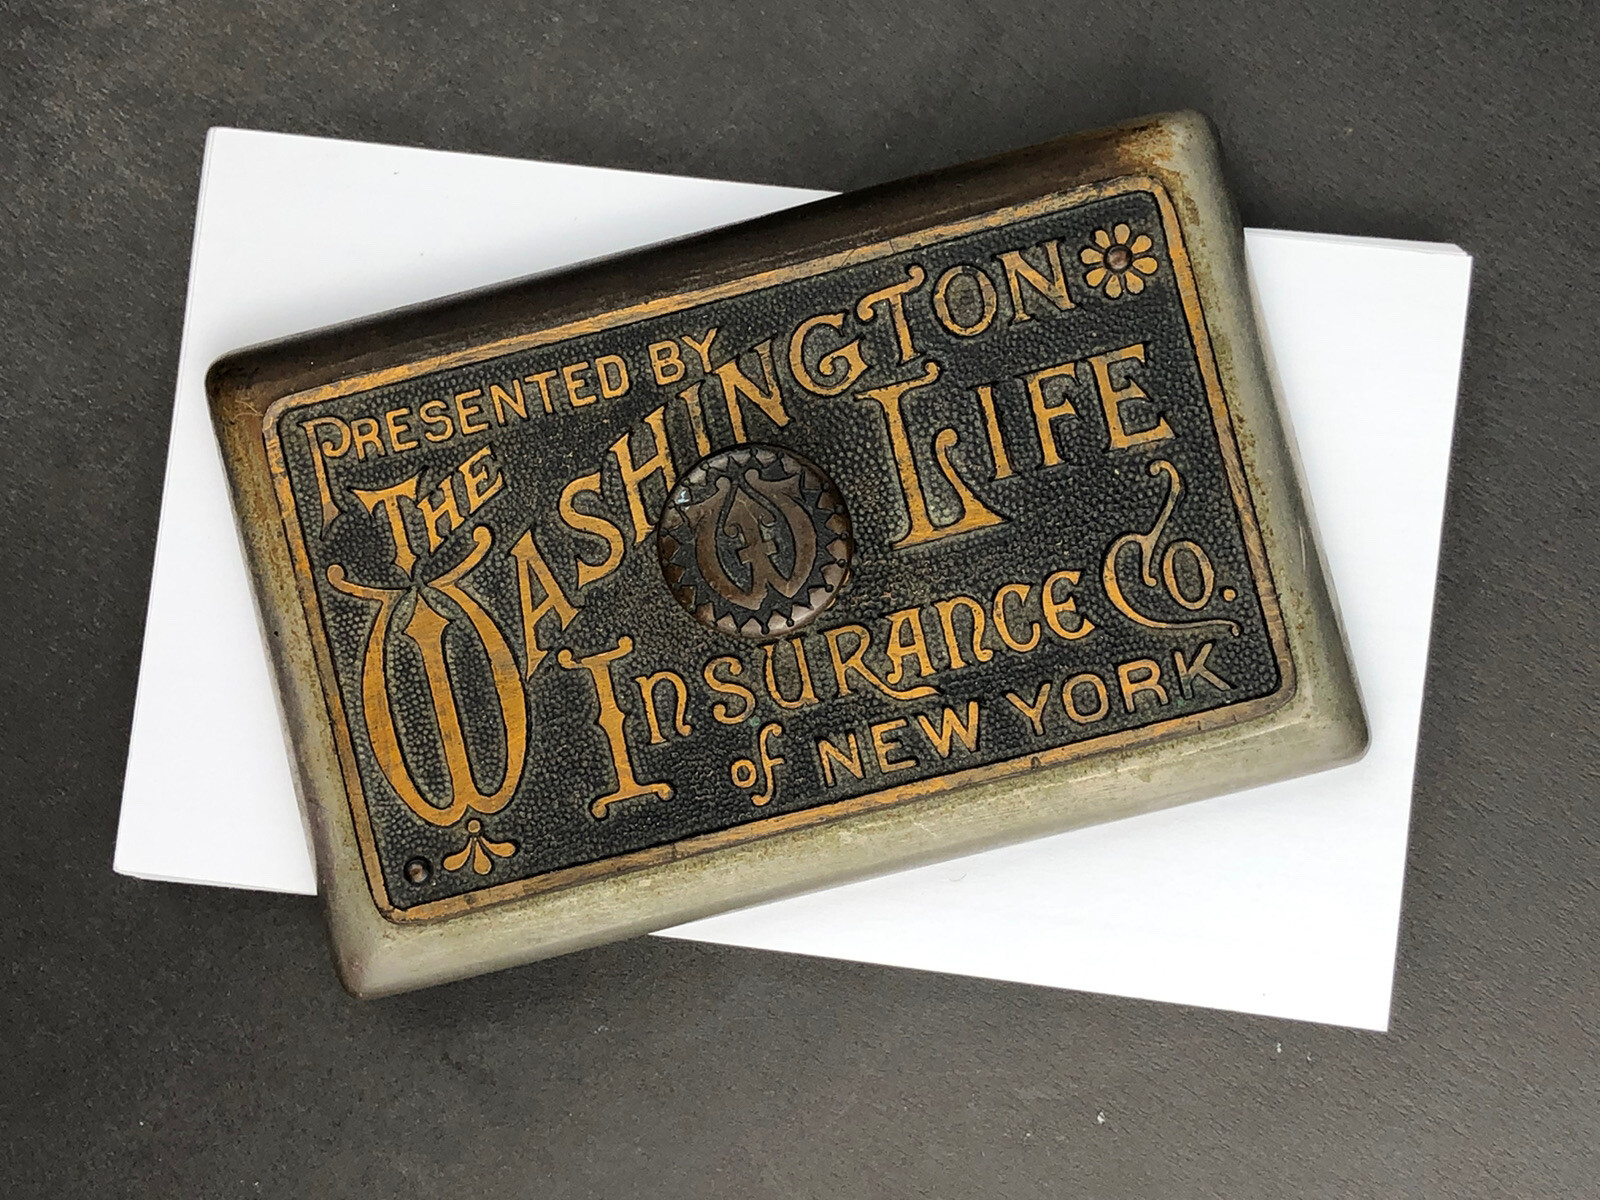 PRESENTED BY
THE
WASHINGTON
LIFE
INSURANCE Co.
of NEW YORK
W